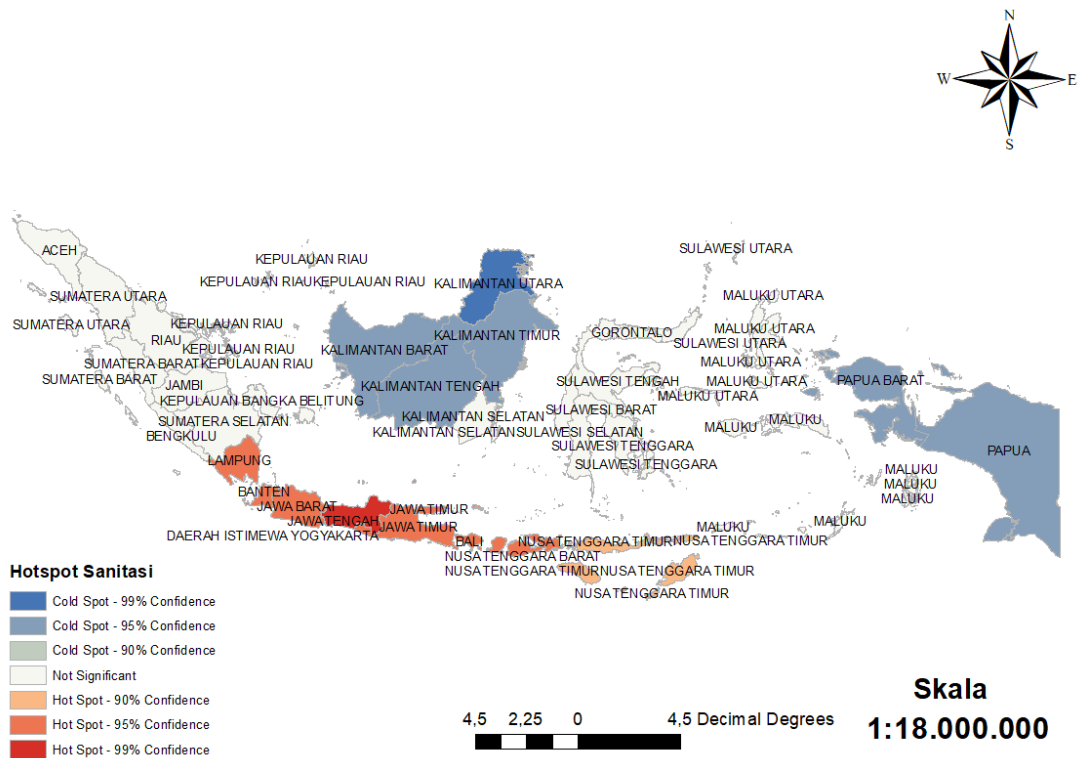 N
W E
S
ACEH
SULAWESI UTARA
KEPULAUAN RIAU
KEPULAUAN RIAU KEPULAUAN RIAU
KALIMANTAN UTARA
SUMATERA UTARA
MALUKU UTARA
SUMATERA UTARA
KEPULAUAN RIAU
MALUKU UTARA
GORONTALO
KALIMANTAN TIMUR
RIAU
SULAWESI UTARA
KEPULAUAN RIAU
KALIMANTAN BARAT
SUMATERA BARAT
KEPULAUAN RIAU
MALUKU UTARA
SUMATERA BARAT
PAPUA BARAT
SULAWESI TENGAH
MALUKU UTARA
JAMBI
KALIMANTAN TENGAH
MALUKU UTARA
KEPULAUAN BANGKA BELITUNG
SULAWESI BARAT
KALIMANTAN SELATAN
SUMATERA SELATAN
MALUKU
MALUKU
BENGKULU
KALIMANTAN SELATAN
SULAWESI SELATAN
SULAWESI TENGGARA
PAPUA
LAMPUNG
SULAWESI TENGGARA
MALUKU
MALUKU
MALUKU
BANTEN
JAWA BARAT
JAWA TIMUR
JAWA TENGAH
MALUKU
JAWA TIMUR
MALUKU
DAERAH ISTIMEWA YOGYAKARTA
BALI
NUSA TENGGARA TIMUR
NUSA TENGGARA TIMUR
NUSA TENGGARA BARAT
NUSA TENGGARA TIMUR
NUSA TENGGARA TIMUR
NUSA TENGGARA TIMUR
Hotspot Sanitasi
Cold Spot - 99% Confidence
Cold Spot - 95% Confidence
Cold Spot - 90% Confidence
Not Significant
Hot Spot - 90% Confidence
Hot Spot - 95% Confidence
Hot Spot - 99% Confidence
4,5 2,25 0 4,5 Decimal Degrees
Skala
1:18.000.000